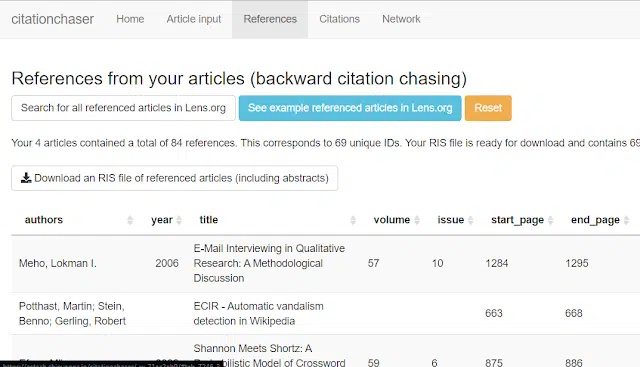 citationchaser Home Article input References Citations Network
References from your articles (backward citation chasing)
Search for all referenced articles in Lens.org See example referenced articles in Lens.org Reset
Your 4 articles contained a total of 84 references. This corresponds to 69 unique IDs. Your RIS file is ready for download and contains 69
Download an RIS file of referenced articles (including abstracts)
authors year title volume issue start_page end_page
E-Mail Interviewing in Qualitative
Meho, Lokman I. 2006 Research: A Methodological 57 10 1284 1295
Discussion
Potthast, Martin; Stein, ECIR - Automatic vandalism 663 668
Benno; Gerling, Robert detection in Wikipedia
Shannon Meets Shortz: A
Probabilistic Model of Crossword 59 6 875 886